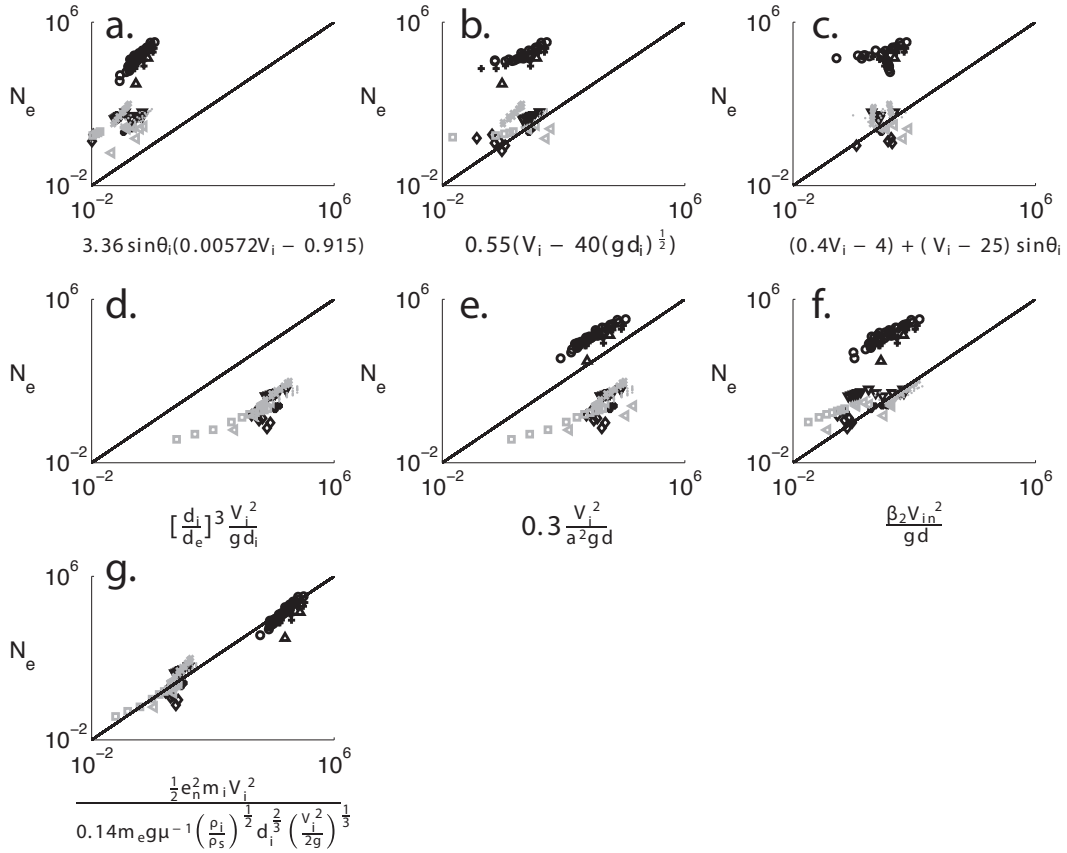 a. b. c.
10^6 10^6 10^6
N_e N_e N_e
10^-2 10^-2 10^-2
10^-2 10^6 10^-2 10^6 10^-2 10^6
3.36 sinθ_i(0.00572V_i − 0.915) 0.55(V_i − 40(gd_i)^{1/2}) (0.4V_i − 4) + (V_i − 25) sinθ_i
d. e. f.
10^6 10^6 10^6
N_e N_e N_e
10^-2 10^-2 10^-2
10^-2 10^6 10^-2 10^6 10^-2 10^6
[d_i/d_e]^3 V_i^2/gd_i 0.3 V_i^2/a^2gd β_2V_in^2/gd
g.
10^6
N_e
10^-2
10^-2 10^6
1/2 e_n^2 m_i V_i^2
0.14m_e gμ^-1 (ρ_i/ρ_s)^{1/2} d_i^{2/3} (V_i^2/2g)^{1/3}